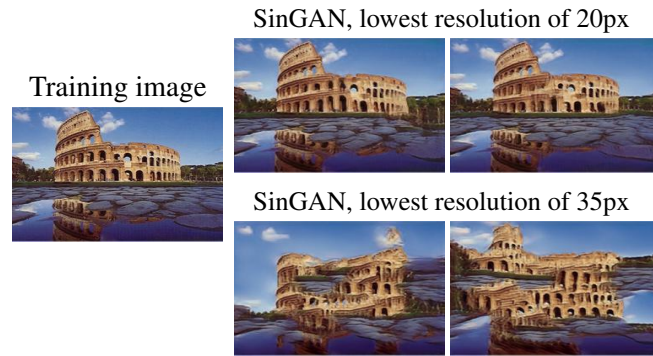 SinGAN, lowest resolution of 20px
Training image
SinGAN, lowest resolution of 35px